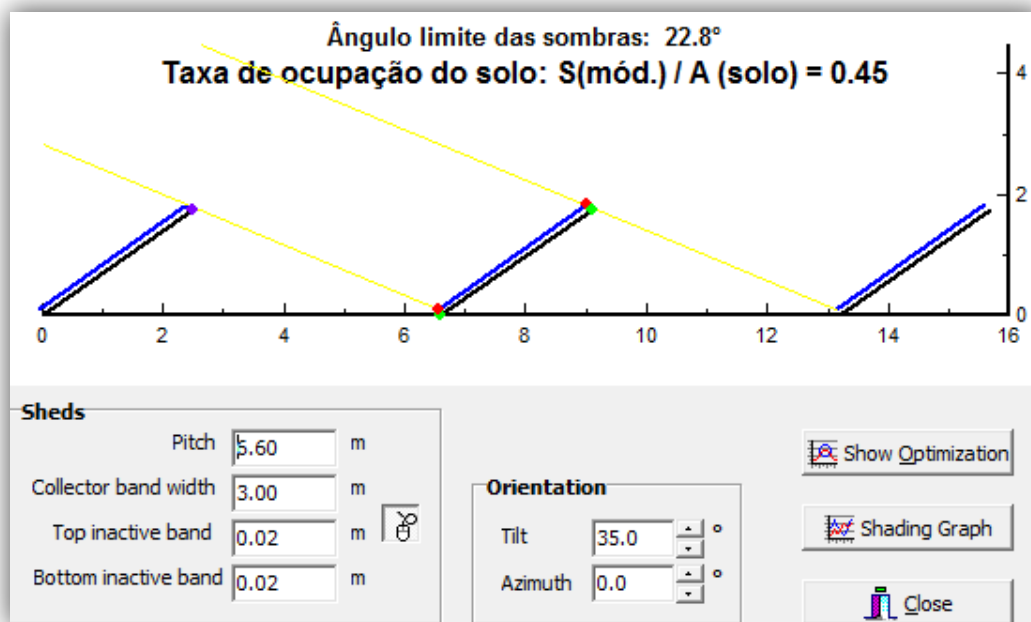 Ângulo limite das sombras: 22.8°
Taxa de ocupação do solo: S(mód.) / A (solo) = 0.45
4
2
0
0 2 4 6 8 10 12 14 16
Sheds
Pitch 6.60 m
Collector band width 3.00 m
Top inactive band 0.02 m
Bottom inactive band 0.02 m
Orientation
Tilt 35.0 °
Azimuth 0.0 °
Show Optimization
Shading Graph
Close